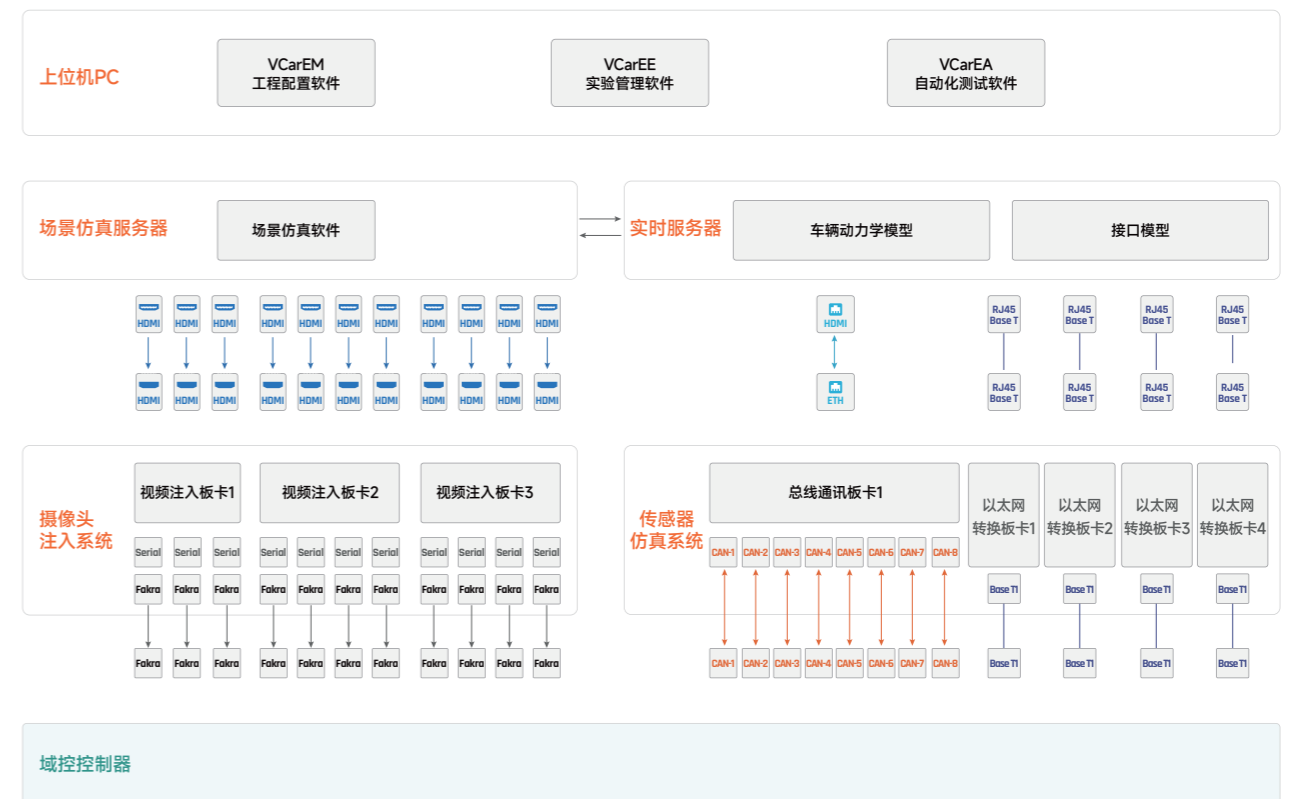 上位机PC
VCarEM
工程配置软件
VCarEE
实验管理软件
VCarEA
自动化测试软件
场景仿真服务器
场景仿真软件
实时服务器
车辆动力学模型
接口模型
HDMI HDMI HDMI HDMI HDMI HDMI HDMI HDMI HDMI HDMI HDMI
HDMI
RJ45
Base T
RJ45
Base T
RJ45
Base T
RJ45
Base T
HDMI HDMI HDMI HDMI HDMI HDMI HDMI HDMI HDMI HDMI HDMI
ETH
RJ45
Base T
RJ45
Base T
RJ45
Base T
RJ45
Base T
摄像头
注入系统
视频注入板卡1
视频注入板卡2
视频注入板卡3
Serial Serial Serial Serial Serial Serial Serial Serial Serial Serial Serial
Fakra Fakra Fakra Fakra Fakra Fakra Fakra Fakra Fakra Fakra Fakra
Fakra Fakra Fakra Fakra Fakra Fakra Fakra Fakra Fakra Fakra Fakra
传感器
仿真系统
总线通讯板卡1
CAN-1 CAN-2 CAN-3 CAN-4 CAN-5 CAN-6 CAN-7 CAN-8
CAN-1 CAN-2 CAN-3 CAN-4 CAN-5 CAN-6 CAN-7 CAN-8
以太网
转换板卡1
以太网
转换板卡2
以太网
转换板卡3
以太网
转换板卡4
Base T1 Base T1 Base T1 Base T1
Base T1 Base T1 Base T1 Base T1
域控控制器